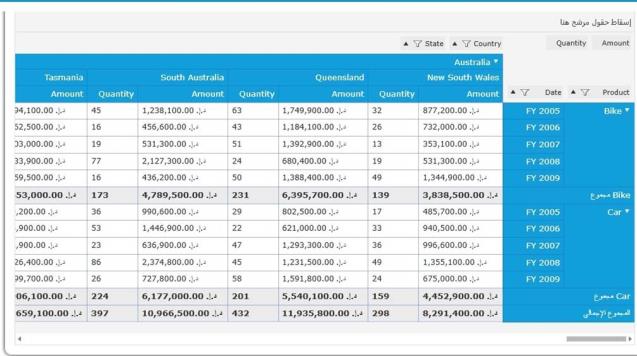 إسقاط حقول مرشح هنا
Amount Quantity Country State
Australia
New South Wales Queensland South Australia Tasmania
Product Date Amount Quantity Amount Quantity Amount Quantity Amount
Bike FY 2005 د.إ. 877,200.00 32 د.إ. 1,749,900.00 63 د.إ. 1,238,100.00 45 د.إ. 94,100.00
FY 2006 د.إ. 732,000.00 26 د.إ. 1,184,100.00 43 د.إ. 456,600.00 16 د.إ. 52,500.00
FY 2007 د.إ. 353,100.00 13 د.إ. 1,392,900.00 51 د.إ. 531,300.00 19 د.إ. 03,000.00
FY 2008 د.إ. 531,300.00 19 د.إ. 680,400.00 24 د.إ. 2,127,300.00 77 د.إ. 33,900.00
FY 2009 د.إ. 1,344,900.00 49 د.إ. 1,388,400.00 50 د.إ. 436,200.00 16 د.إ. 59,500.00
Bike مجموع د.إ. 3,838,500.00 139 د.إ. 6,395,700.00 231 د.إ. 4,789,500.00 173 د.إ. 53,000.00
Car FY 2005 د.إ. 485,700.00 17 د.إ. 802,500.00 29 د.إ. 990,600.00 36 د.إ. ,200.00
FY 2006 د.إ. 940,500.00 33 د.إ. 621,000.00 22 د.إ. 1,446,900.00 53 د.إ. ,900.00
FY 2007 د.إ. 996,600.00 36 د.إ. 1,293,300.00 47 د.إ. 636,900.00 23 د.إ. ,900.00
FY 2008 د.إ. 1,355,100.00 49 د.إ. 1,231,500.00 45 د.إ. 2,374,800.00 86 د.إ. 26,400.00
FY 2009 د.إ. 675,000.00 24 د.إ. 1,591,800.00 58 د.إ. 727,800.00 26 د.إ. 99,700.00
Car مجموع د.إ. 4,452,900.00 159 د.إ. 5,540,100.00 201 د.إ. 6,177,000.00 224 د.إ. 06,100.00
المجموع الإجمالي د.إ. 8,291,400.00 298 د.إ. 11,935,800.00 432 د.إ. 10,966,500.00 397 د.إ. 659,100.00